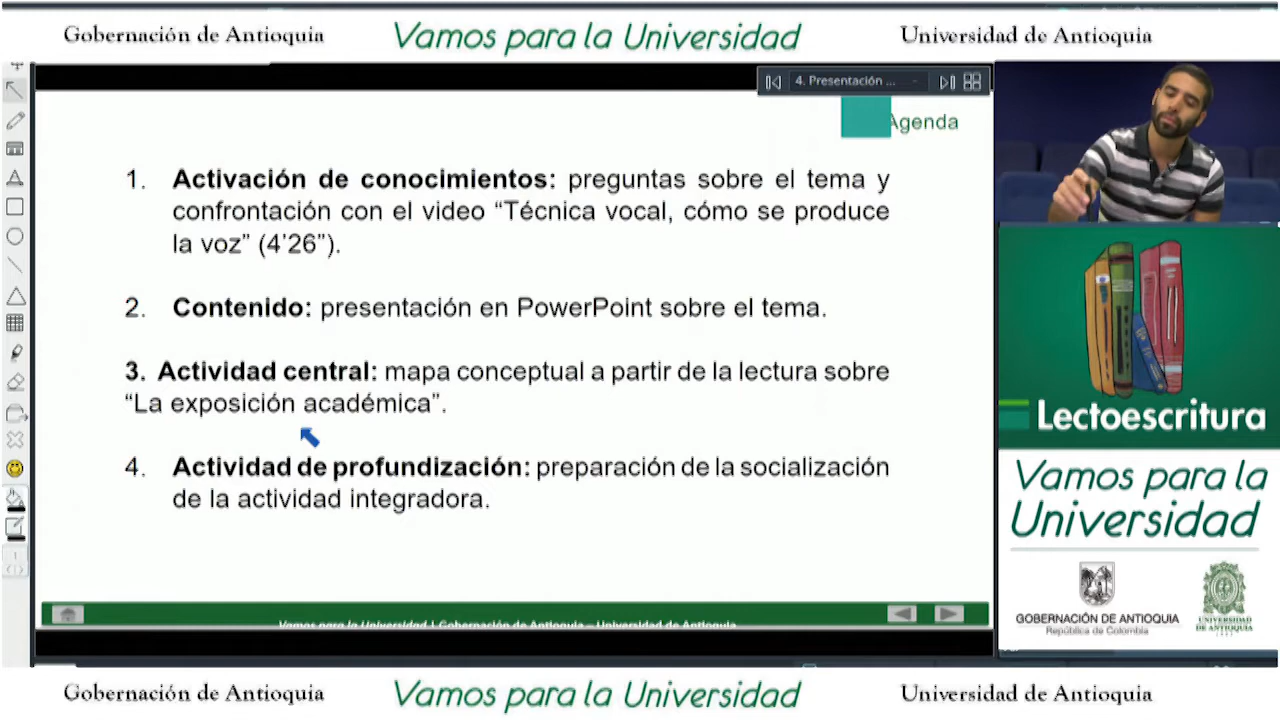 Gobernación de Antioquia
Vamos para la Universidad
Universidad de Antioquia
4. Presentación ...
Agenda
1. Activación de conocimientos: preguntas sobre el tema y
confrontación con el video “Técnica vocal, cómo se produce
la voz” (4’26”).
2. Contenido: presentación en PowerPoint sobre el tema.
3. Actividad central: mapa conceptual a partir de la lectura sobre
“La exposición académica”.
4. Actividad de profundización: preparación de la socialización
de la actividad integradora.
Vamos para la Universidad | Gobernación de Antioquia – Universidad de Antioquia
Lectoescritura
Vamos para la
Universidad
GOBERNACIÓN DE ANTIOQUIA
República de Colombia
UNIVERSIDAD
DE ANTIOQUIA
Gobernación de Antioquia
Vamos para la Universidad
Universidad de Antioquia